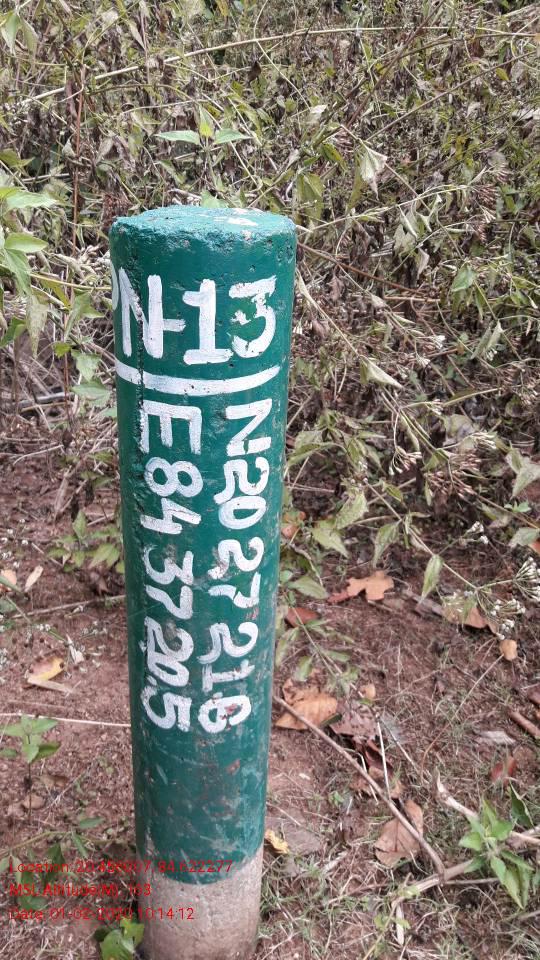 13
N20 27 21.6
E84 37 20.5
Location:20.456007, 84.622277
MSL Altitude(M): 163
Date:01-02-2020 10:14:12